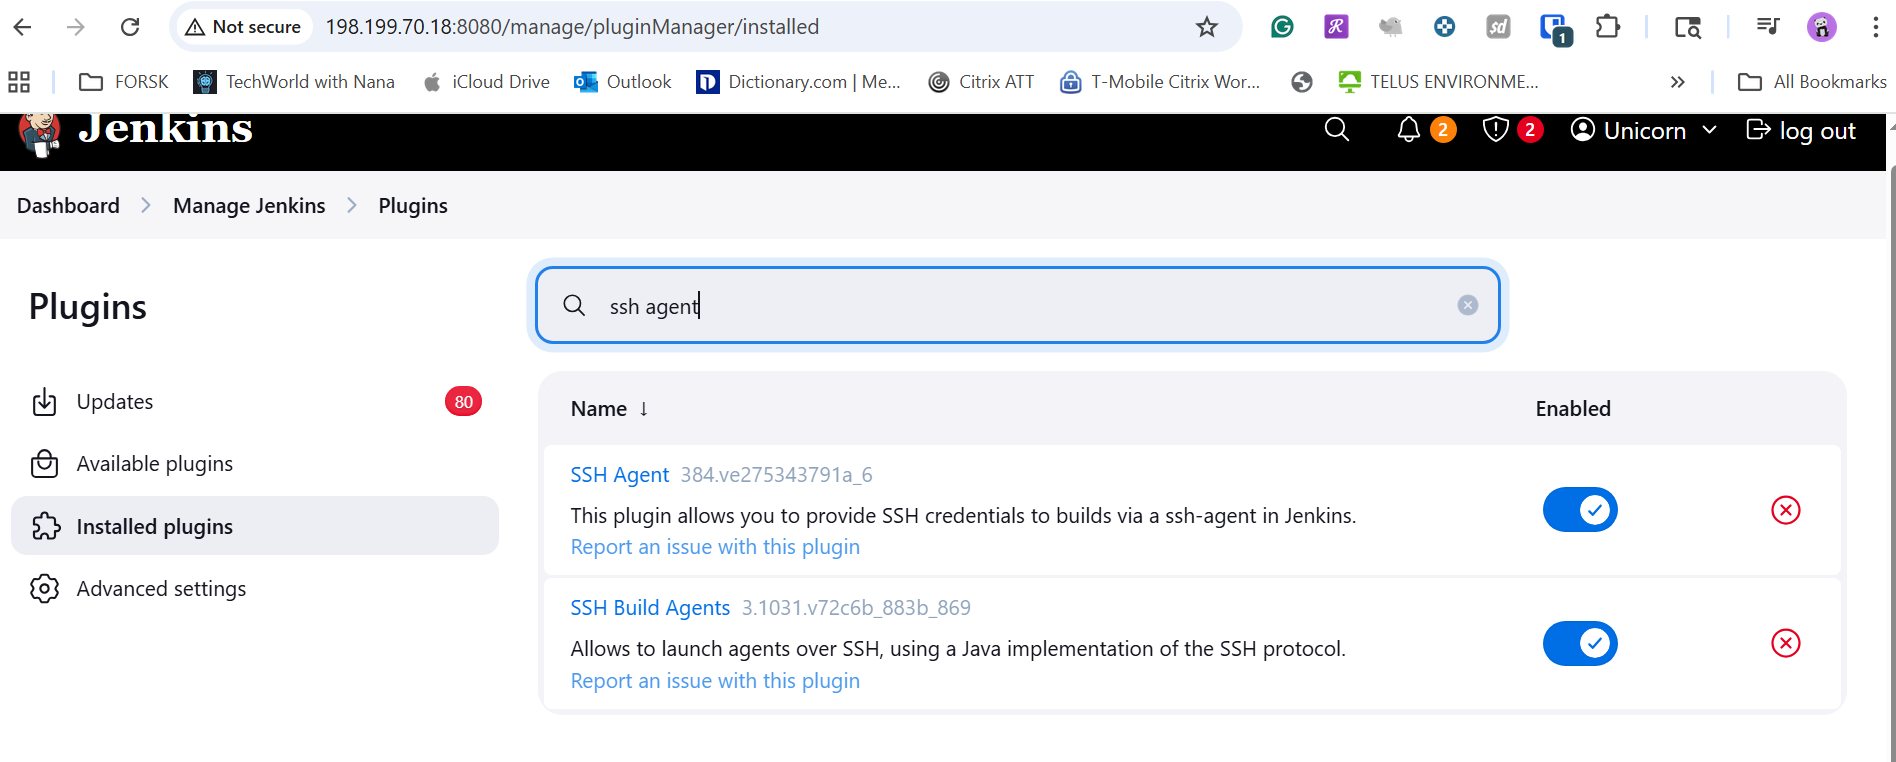 Not secure 198.199.70.18:8080/manage/pluginManager/installed
1
FORSK TechWorld with Nana iCloud Drive Outlook Dictionary.com | Me... Citrix ATT T-Mobile Citrix Wor... TELUS ENVIRONME... » All Bookmarks
Jenkins 2 2 Unicorn log out
Dashboard > Manage Jenkins > Plugins
Plugins
ssh agent
Updates 80
Available plugins
Installed plugins
Advanced settings
Name ↓ Enabled
SSH Agent 384.ve275343791a_6
This plugin allows you to provide SSH credentials to builds via a ssh-agent in Jenkins.
Report an issue with this plugin
SSH Build Agents 3.1031.v72c6b_883b_869
Allows to launch agents over SSH, using a Java implementation of the SSH protocol.
Report an issue with this plugin